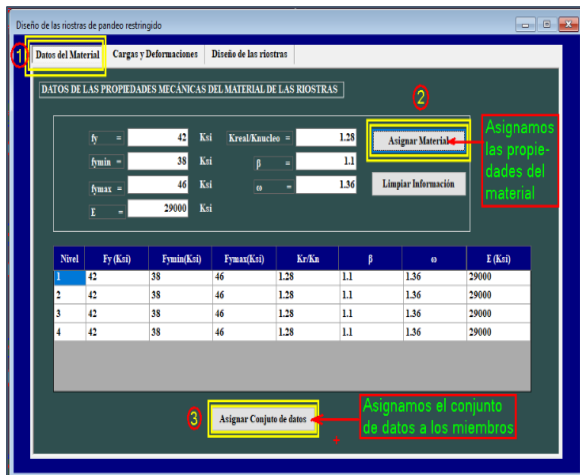 Diseño de las riostras de pandeo restringido
1
Datos del Material Cargas y Deformaciones Diseño de las riostras
DATOS DE LAS PROPIEDADES MECÁNICAS DEL MATERIAL DE LAS RIOSTRAS
2
fy = 42 Ksi Kreal/Knucleo = 1.28 Asignar Material
fymin = 38 Ksi β = 1.1
fymax = 46 Ksi ω = 1.36 Limpiar Información
E = 29000 Ksi
Asignamos
las propie-
dades del
material
Nivel Fy (Ksi) Fymin(Ksi) Fymax(Ksi) Kr/Kn β ω E (Ksi)
1 42 38 46 1.28 1.1 1.36 29000
2 42 38 46 1.28 1.1 1.36 29000
3 42 38 46 1.28 1.1 1.36 29000
4 42 38 46 1.28 1.1 1.36 29000
3 Asignar Conjuto de datos
Asignamos el conjunto
de datos a los miembros